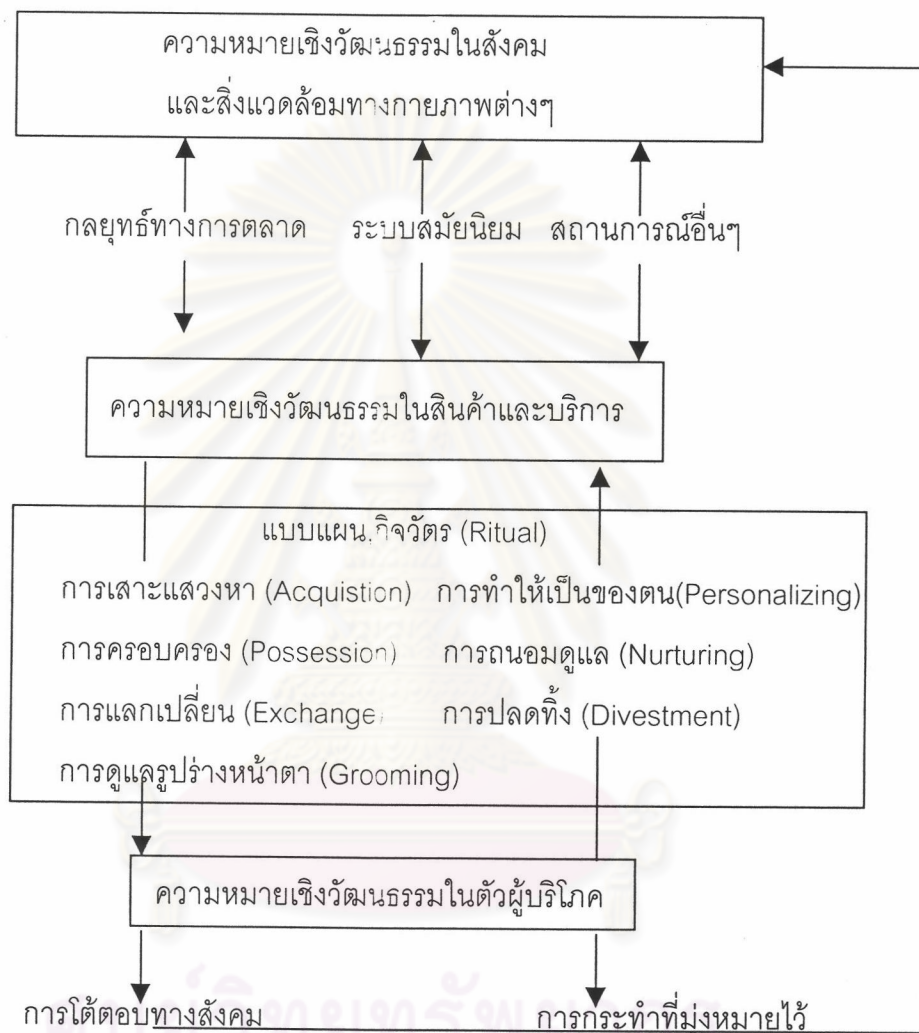 ความหมายเชิงวัฒนธรรมในสังคม
และสิ่งแวดล้อมทางกายภาพต่างๆ
กลยุทธ์ทางการตลาด ระบบสมัยนิยม สถานการณ์อื่นๆ
ความหมายเชิงวัฒนธรรมในสินค้าและบริการ
แบบแผน,กิจวัตร (Ritual)
การเสาะแสวงหา (Acquistion) การทำให้เป็นของตน(Personalizing)
การครอบครอง (Possession) การถนอมดูแล (Nurturing)
การแลกเปลี่ยน (Exchange) การปลดทิ้ง (Divestment)
การดูแลรูปร่างหน้าตา (Grooming)
ความหมายเชิงวัฒนธรรมในตัวผู้บริโภค
การโต้ตอบทางสังคม การกระทำที่มุ่งหมายไว้